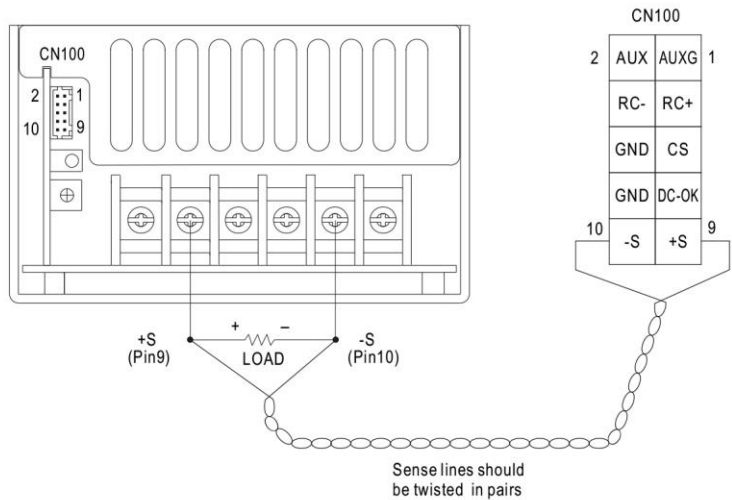 CN100
2 1
10 9
+S
(Pin9)
+ –
LOAD
-S
(Pin10)
CN100
2 AUX AUXG 1
RC- RC+
GND CS
GND DC-OK
10 -S +S 9
Sense lines should
be twisted in pairs